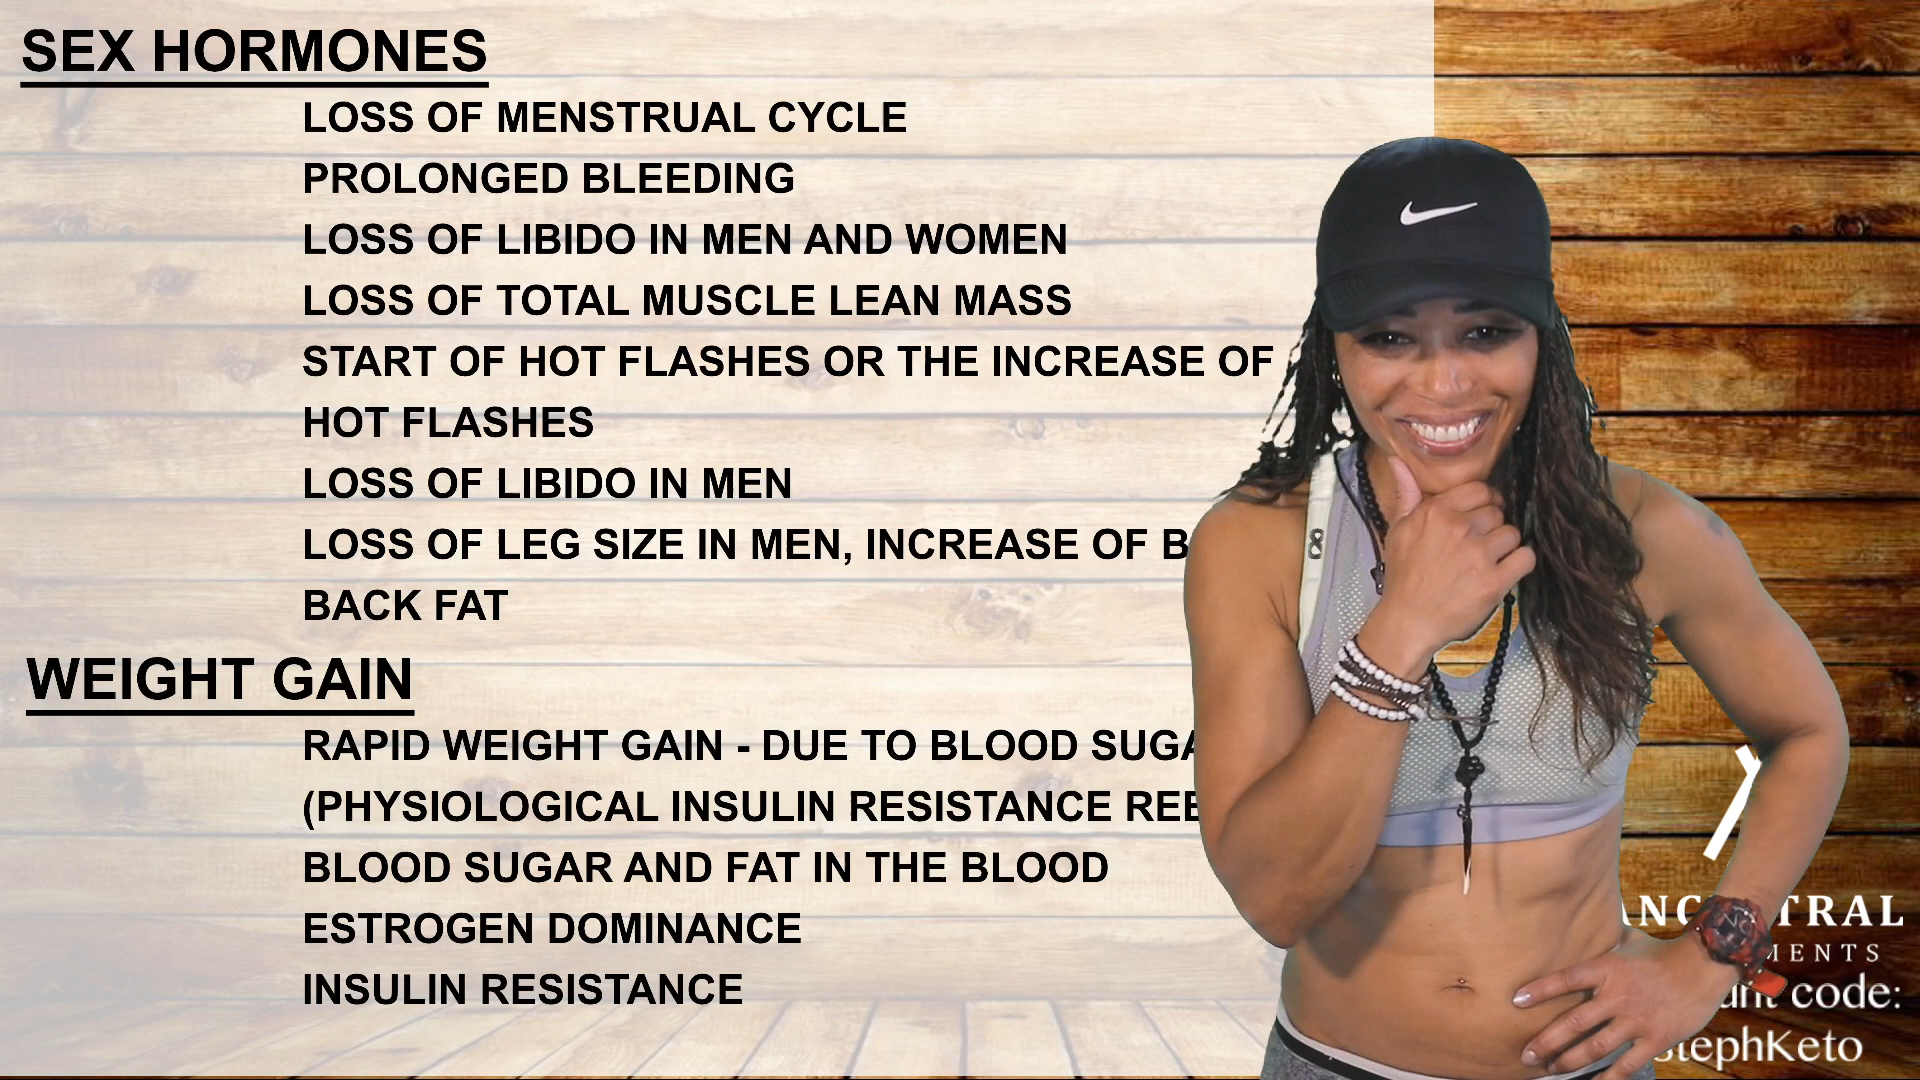 SEX HORMONES
LOSS OF MENSTRUAL CYCLE
PROLONGED BLEEDING
LOSS OF LIBIDO IN MEN AND WOMEN
LOSS OF TOTAL MUSCLE LEAN MASS
START OF HOT FLASHES OR THE INCREASE OF
HOT FLASHES
LOSS OF LIBIDO IN MEN
LOSS OF LEG SIZE IN MEN, INCREASE OF
BACK FAT
WEIGHT GAIN
RAPID WEIGHT GAIN - DUE TO BLOOD
(PHYSIOLOGICAL INSULIN RESISTANCE
BLOOD SUGAR AND FAT IN THE BLOOD
ESTROGEN DOMINANCE
INSULIN RESISTANCE
code:
stephKeto